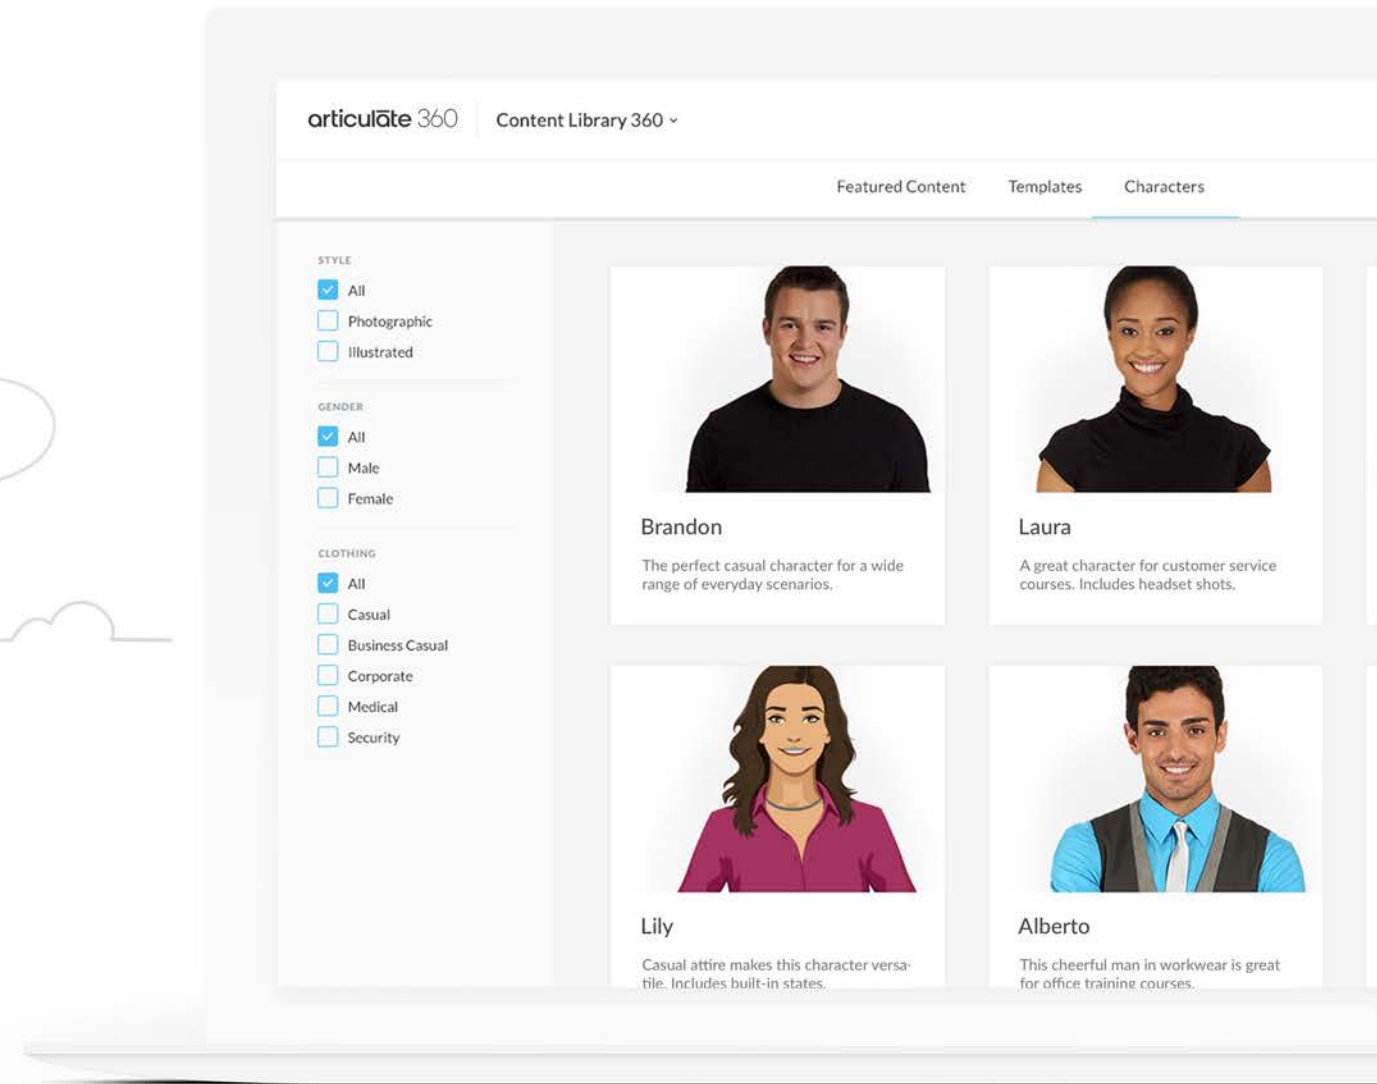 articulāte 360
Content Library 360
Featured Content
Templates
Characters
STYLE
All
Photographic
Illustrated
GENDER
All
Male
Female
CLOTHING
All
Casual
Business Casual
Corporate
Medical
Security
Brandon
The perfect casual character for a wide
range of everyday scenarios.
Laura
A great character for customer service
courses. Includes headset shots.
Lily
Casual attire makes this character versa-
tile. Includes built-in states.
Alberto
This cheerful man in workwear is great
for office training courses.